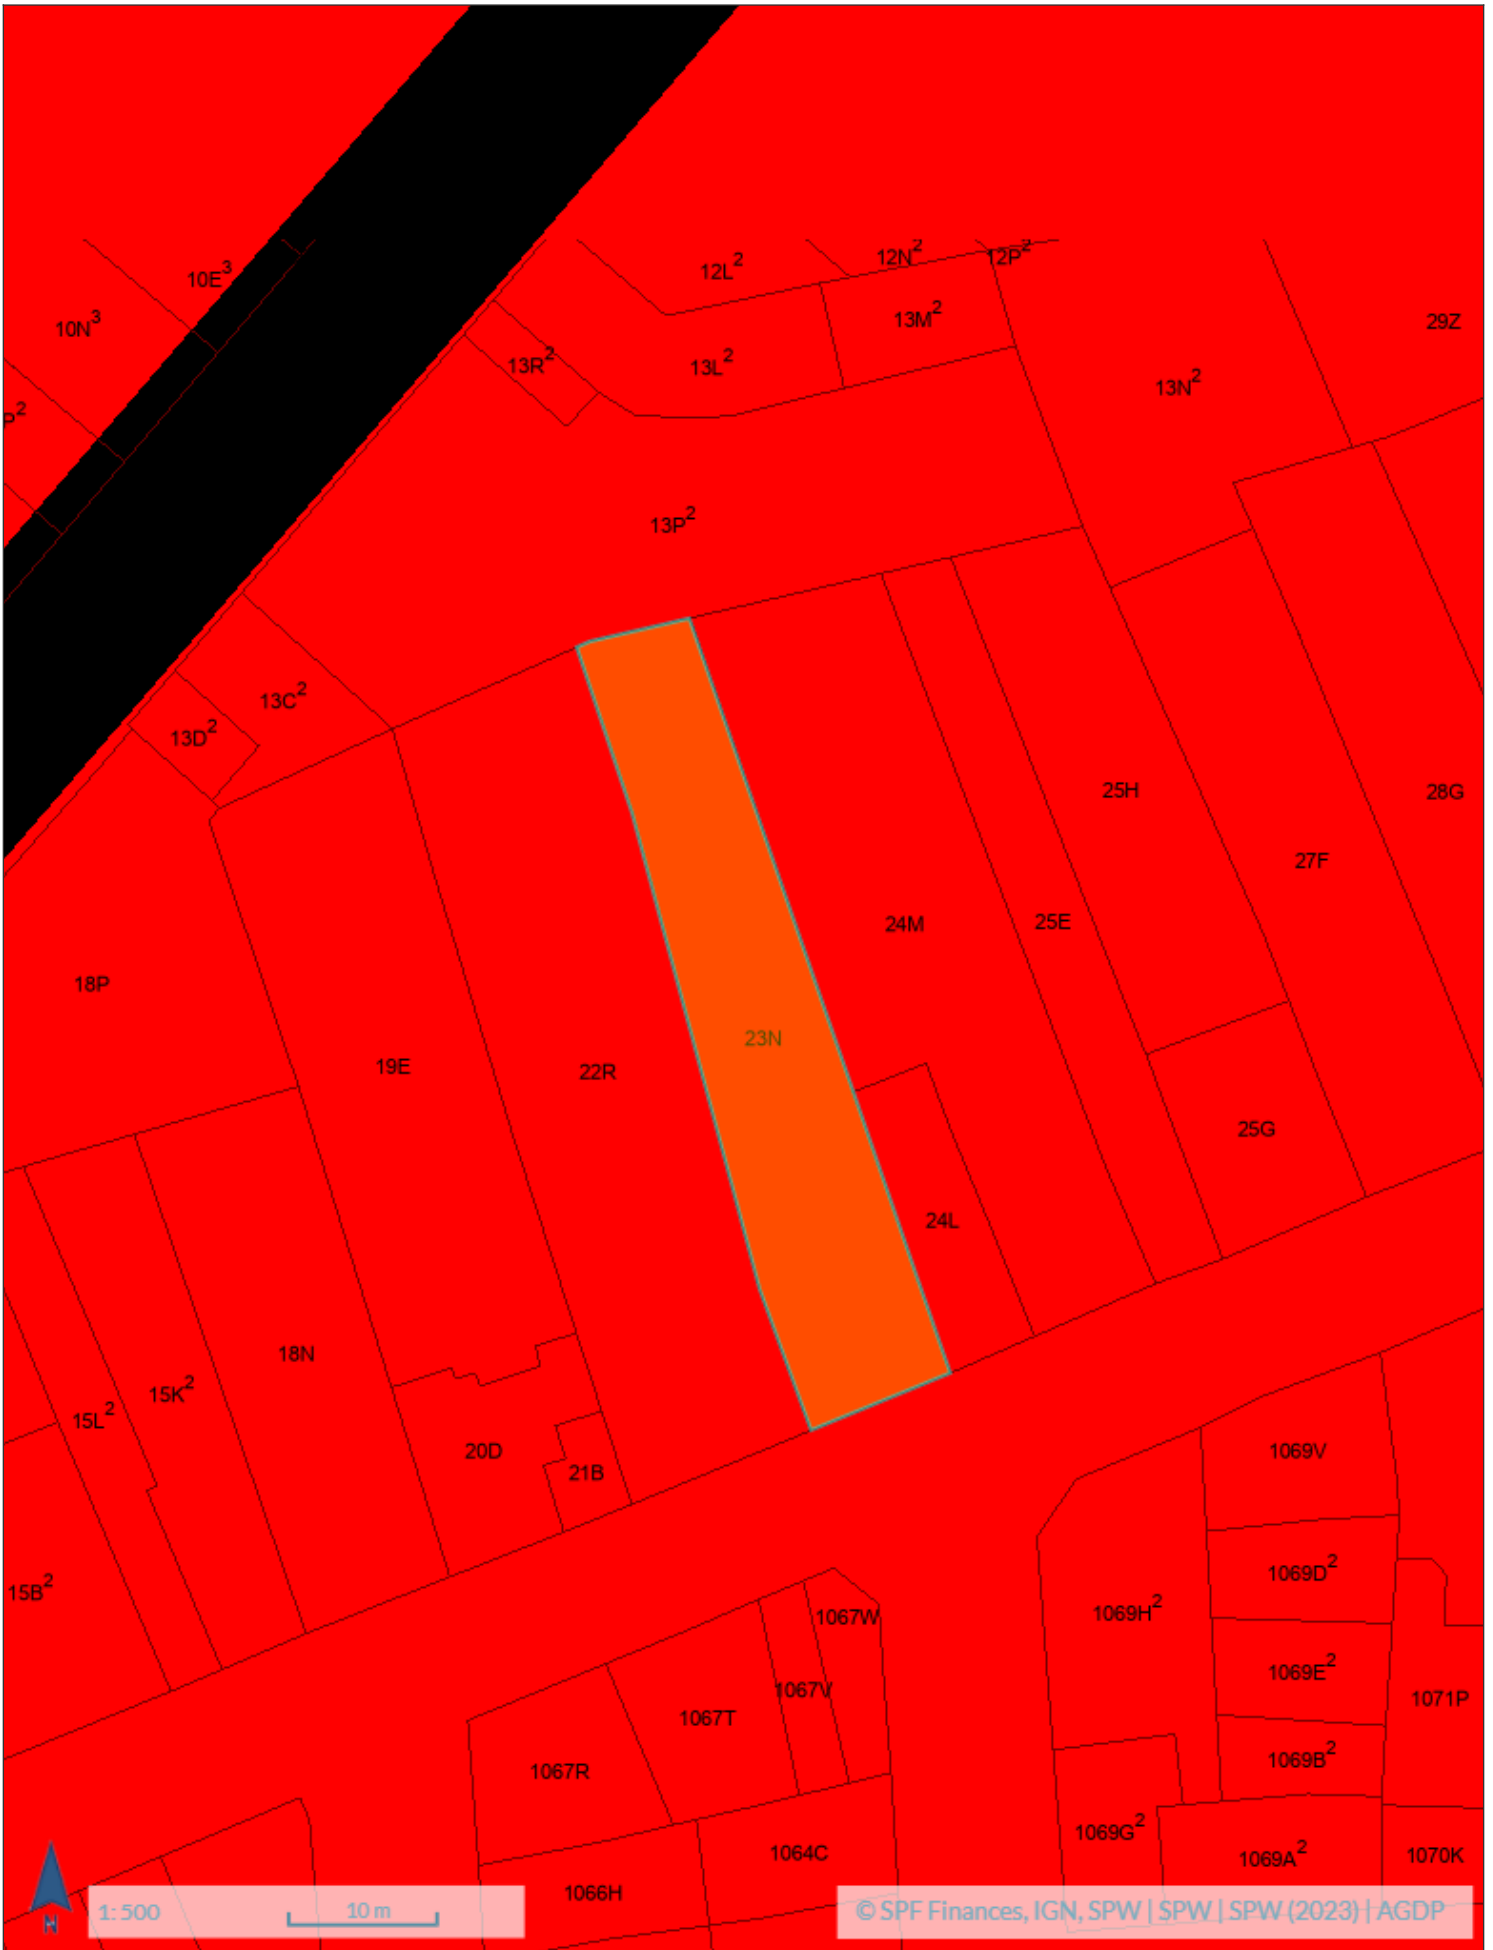 12L²
12N²
12P²
10E³
10N³
13M²
29Z
13R²
13L²
13N²
P²
13P²
13C²
13D²
25H
28G
27F
24M
25E
18P
23N
19E
22R
25G
24L
18N
15K²
15L²
20D
21B
1069V
15B²
1069D²
1069H²
1067W
1069E²
1067V
1071P
1067T
1069B²
1067R
1069G²
1064C
1069A²
1070K
1066H
N
1: 500
10 m
© SPF Finances, IGN, SPW | SPW | SPW (2023) | AGDP